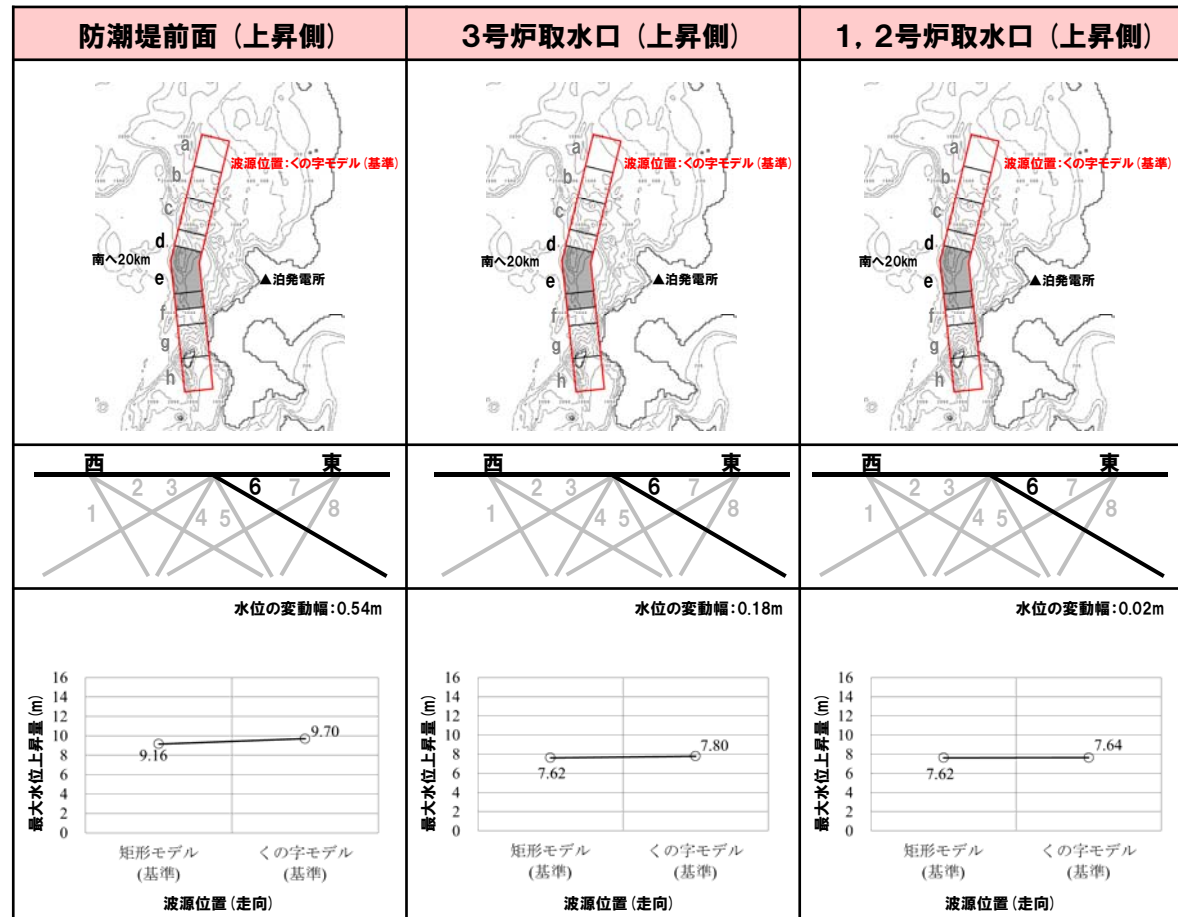 防潮堤前面（上昇側）
3号炉取水口（上昇側）
1，2号炉取水口（上昇側）
a
波源位置：くの字モデル（基準）
b
c
d
南へ20km
e
▲泊発電所
f
g
h
a
波源位置：くの字モデル（基準）
b
c
d
南へ20km
e
▲泊発電所
f
g
h
a
波源位置：くの字モデル（基準）
b
c
d
南へ20km
e
▲泊発電所
f
g
h
西 東
1 2 3 4 5 6 7 8
西 東
1 2 3 4 5 6 7 8
西 東
1 2 3 4 5 6 7 8
水位の変動幅：0.54m
最大水位上昇量（m）
16
14
12
10
8
6
4
2
0
9.16
9.70
矩形モデル
（基準）
くの字モデル
（基準）
波源位置（走向）
水位の変動幅：0.18m
最大水位上昇量（m）
16
14
12
10
8
6
4
2
0
7.62
7.80
矩形モデル
（基準）
くの字モデル
（基準）
波源位置（走向）
水位の変動幅：0.02m
最大水位上昇量（m）
16
14
12
10
8
6
4
2
0
7.62
7.64
矩形モデル
（基準）
くの字モデル
（基準）
波源位置（走向）